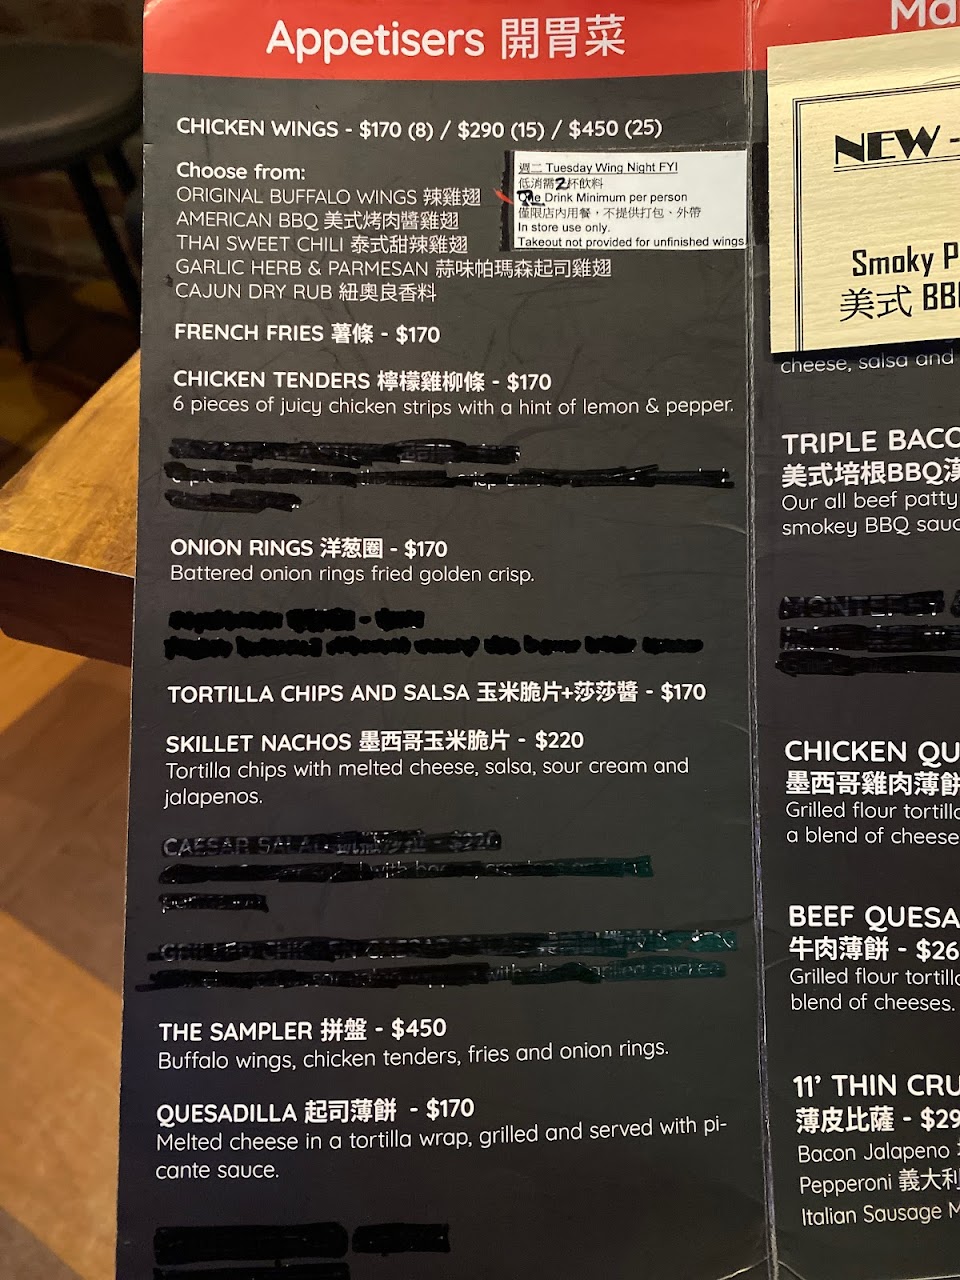 Appetisers 開胃菜
CHICKEN WINGS - $170 (8) / $290 (15) / $450 (25)
Choose from:
ORIGINAL BUFFALO WINGS 辣雞翅
AMERICAN BBQ 美式烤肉醬雞翅
THAI SWEET CHILI 泰式甜辣雞翅
GARLIC HERB & PARMESAN 蒜味帕瑪森起司雞翅
CAJUN DRY RUB 紐奧良香料
週二 Tuesday Wing Night FYI
低消需2杯飲料
Drink Minimum per person
僅限店內用餐，不提供打包、外帶
In store use only.
Takeout not provided for unfinished wings
FRENCH FRIES 薯條 - $170
CHICKEN TENDERS 檸檬雞柳條 - $170
6 pieces of juicy chicken strips with a hint of lemon & pepper.
ONION RINGS 洋葱圈 - $170
Battered onion rings fried golden crisp.
TORTILLA CHIPS AND SALSA 玉米脆片+莎莎醬 - $170
SKILLET NACHOS 墨西哥玉米脆片 - $220
Tortilla chips with melted cheese, salsa, sour cream and
jalapenos.
CAESAR SALAD
THE SAMPLER 拼盤 - $450
Buffalo wings, chicken tenders, fries and onion rings.
QUESADILLA 起司薄餅 - $170
Melted cheese in a tortilla wrap, grilled and served with pi-
cante sauce.
Ma
NEW -
Smoky P
美式 BB
cheese, salsa and
TRIPLE BACO
美式培根BBQ漢
Our all beef patty
smokey BBQ sauc
CHICKEN QU
墨西哥雞肉薄餅
Grilled flour tortilla
a blend of cheese
BEEF QUESA
牛肉薄餅 - $26
Grilled flour tortilla
blend of cheeses.
11' THIN CRU
薄皮比薩 - $29
Bacon Jalapeno
Pepperoni 義大利
Italian Sausage M